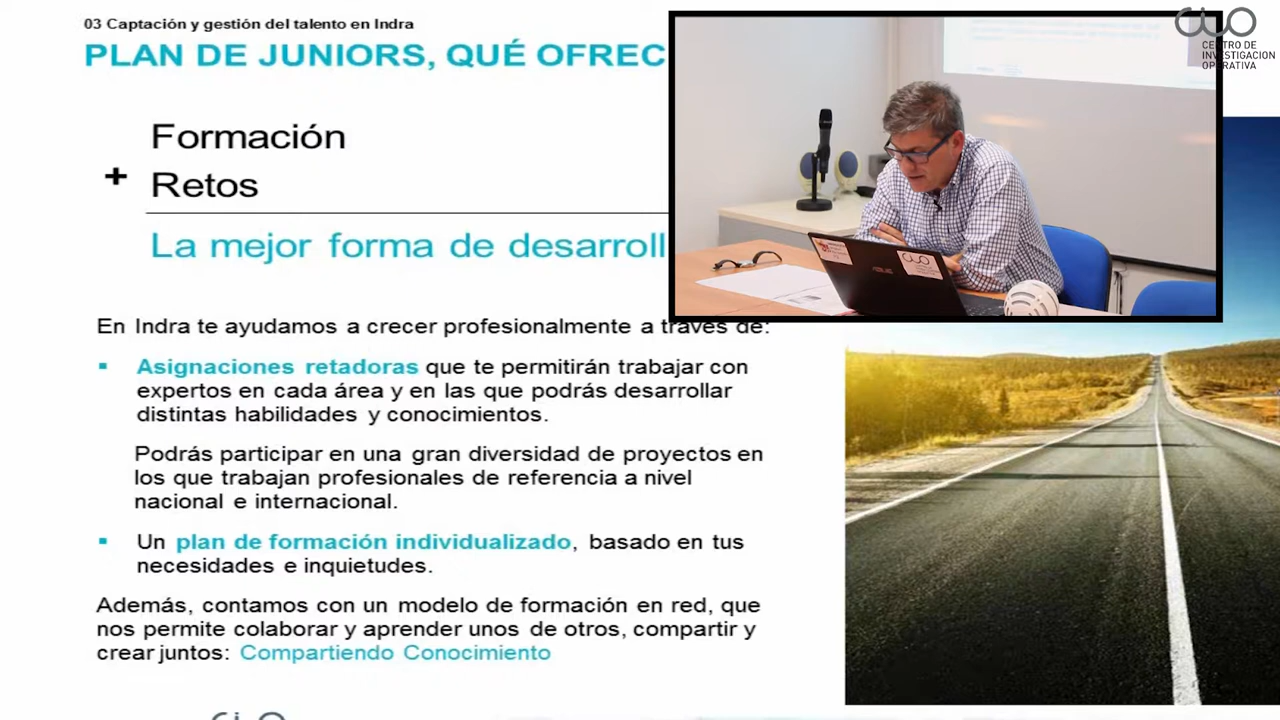 03 Captación y gestión del talento en Indra
PLAN DE JUNIORS, QUÉ OFREC
Formación
+ Retos
La mejor forma de desarroll
En Indra te ayudamos a crecer profesionalmente a través de:
▪ Asignaciones retadoras que te permitirán trabajar con
expertos en cada área y en las que podrás desarrollar
distintas habilidades y conocimientos.
Podrás participar en una gran diversidad de proyectos en
los que trabajan profesionales de referencia a nivel
nacional e internacional.
▪ Un plan de formación individualizado, basado en tus
necesidades e inquietudes.
Además, contamos con un modelo de formación en red, que
nos permite colaborar y aprender unos de otros, compartir y
crear juntos: Compartiendo Conocimiento
CIO
CENTRO DE
INVESTIGACION
OPERATIVA
ASUS
CIO